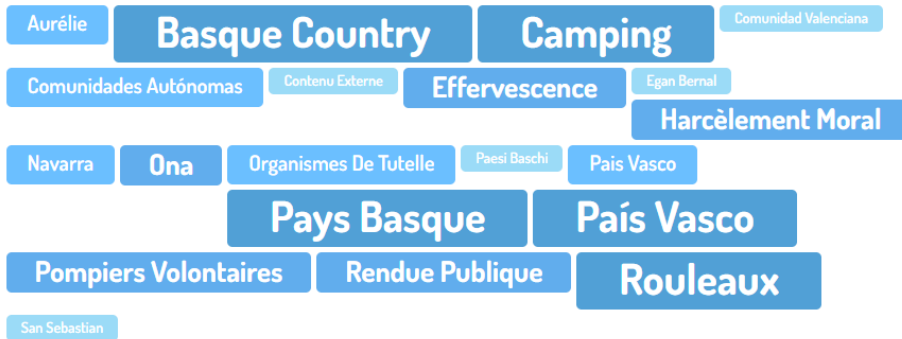 Aurélie Basque Country Camping Comunidad Valenciana
Comunidades Autónomas Contenu Externe Effervescence Egan Bernal
Harcèlement Moral
Navarra Ona Organismes De Tutelle Paesi Baschi Pais Vasco
Pays Basque País Vasco
Pompiers Volontaires Rendue Publique Rouleaux
San Sebastian